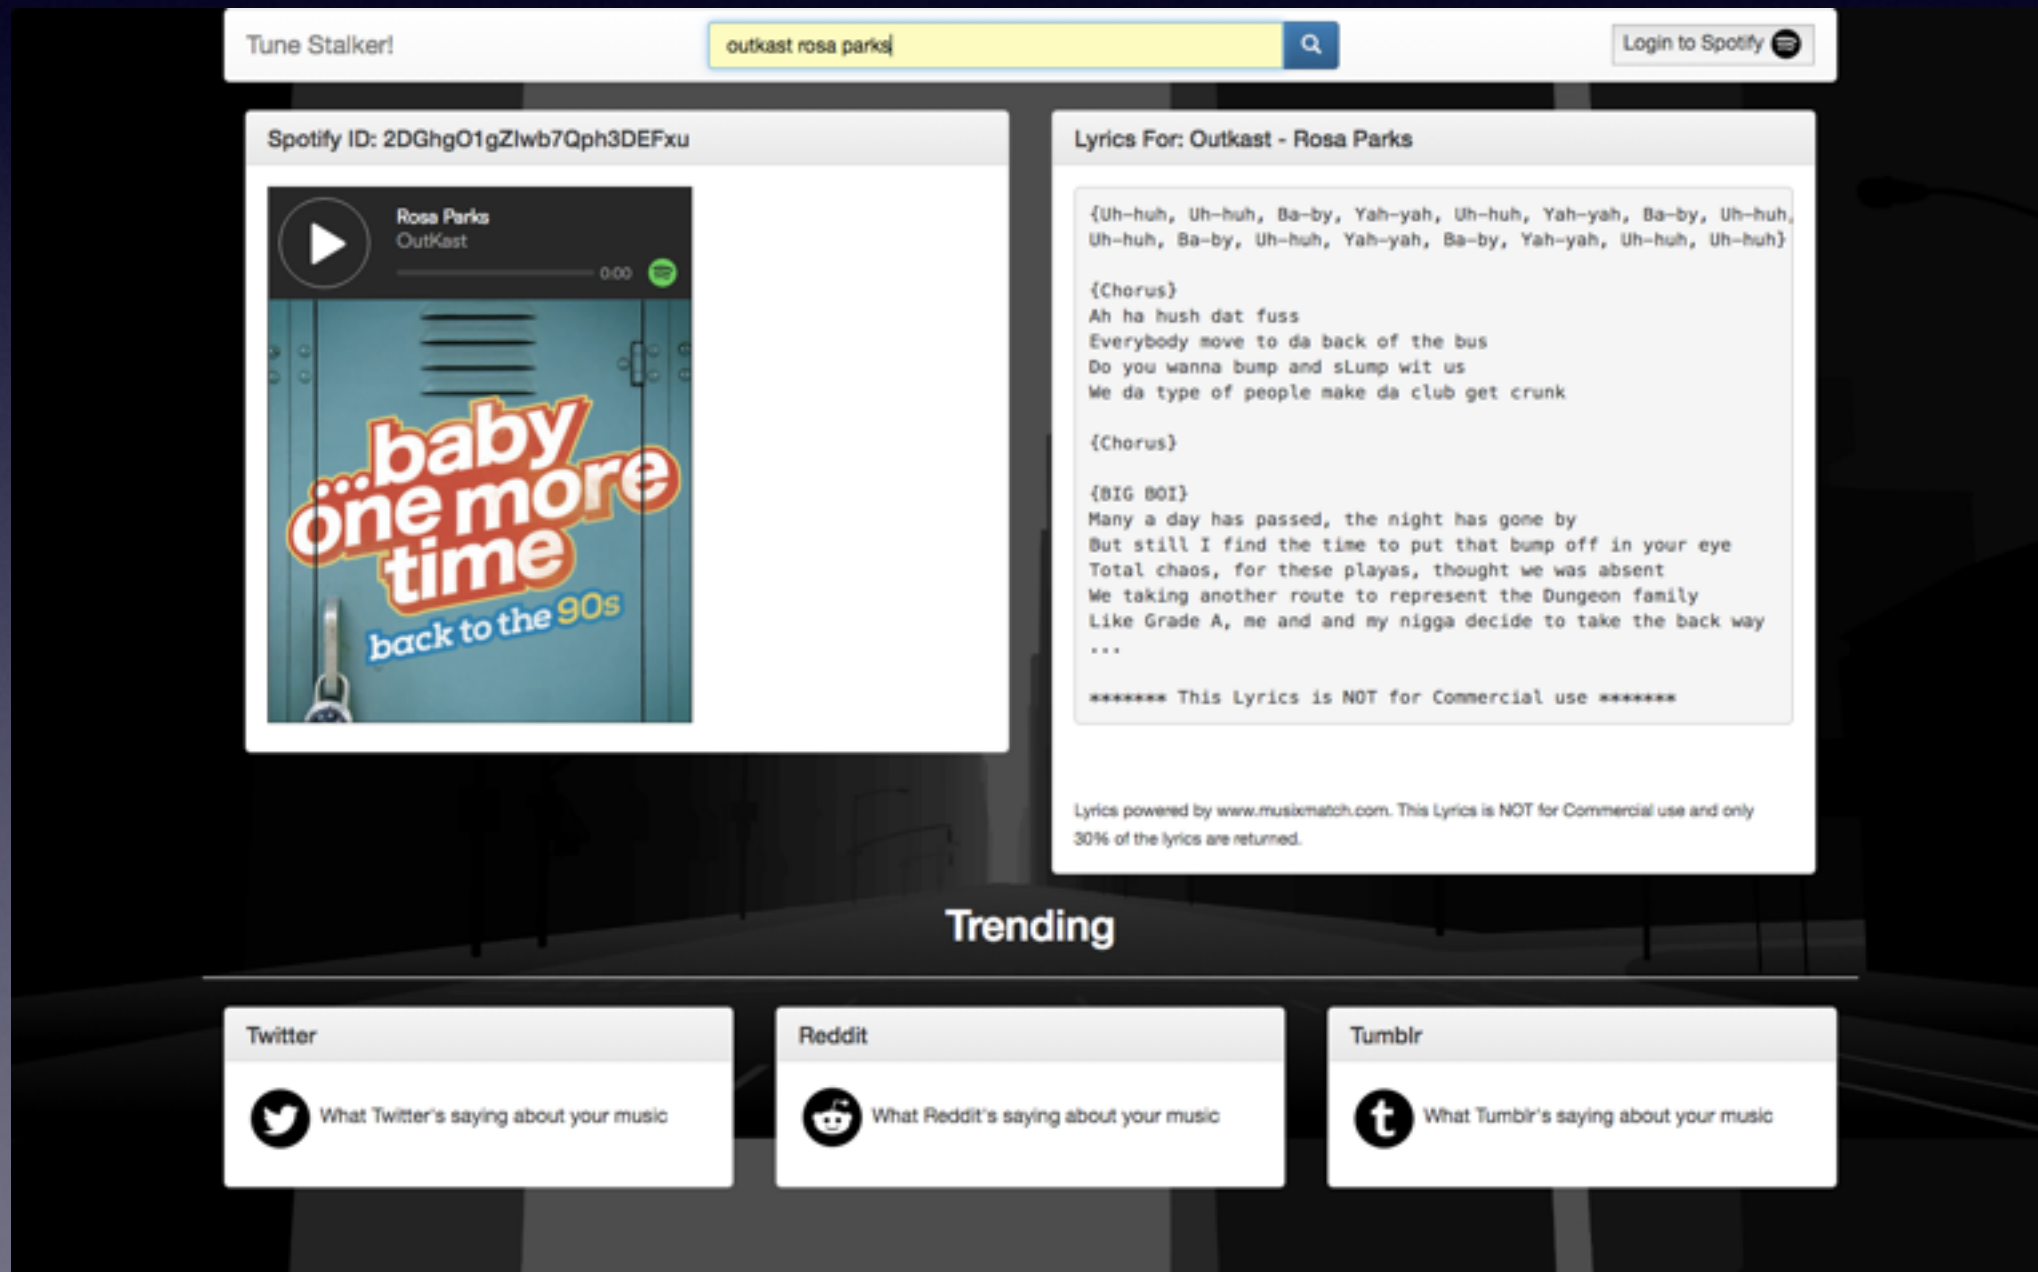 Tune Stalker!
outkast rosa parks
Login to Spotify
Spotify ID: 2DGhgO1gZIwb7Qph3DEFxu
Rosa Parks
OutKast
0:00
...baby
one more
time
back to the 90s
Lyrics For: Outkast - Rosa Parks
{Uh-huh, Uh-huh, Ba-by, Yah-yah, Uh-huh, Yah-yah, Ba-by, Uh-huh,
Uh-huh, Ba-by, Uh-huh, Yah-yah, Ba-by, Yah-yah, Uh-huh, Uh-huh}
{Chorus}
Ah ha hush dat fuss
Everybody move to da back of the bus
Do you wanna bump and sLump wit us
We da type of people make da club get crunk
{Chorus}
{BIG BOI}
Many a day has passed, the night has gone by
But still I find the time to put that bump off in your eye
Total chaos, for these playas, thought we was absent
We taking another route to represent the Dungeon family
Like Grade A, me and and my nigga decide to take the back way
...
******* This Lyrics is NOT for Commercial use *******
Lyrics powered by www.musixmatch.com. This Lyrics is NOT for Commercial use and only
30% of the lyrics are returned.
Trending
Twitter
What Twitter's saying about your music
Reddit
What Reddit's saying about your music
Tumblr
What Tumblr's saying about your music